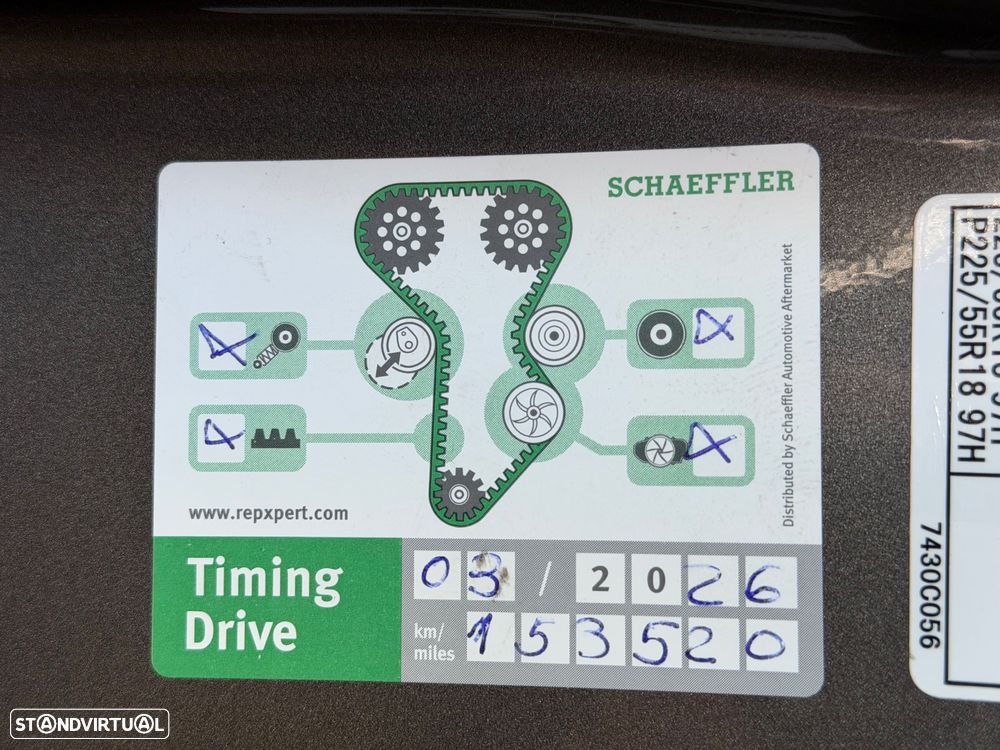 SCHAEFFLER
Distributed by Schaeffler Automotive Aftermarket
www.repxpert.com
Timing
Drive
03 / 2026
km/
miles
153520
P225/55R18 97H
7430C056
STANDVIRTUAL